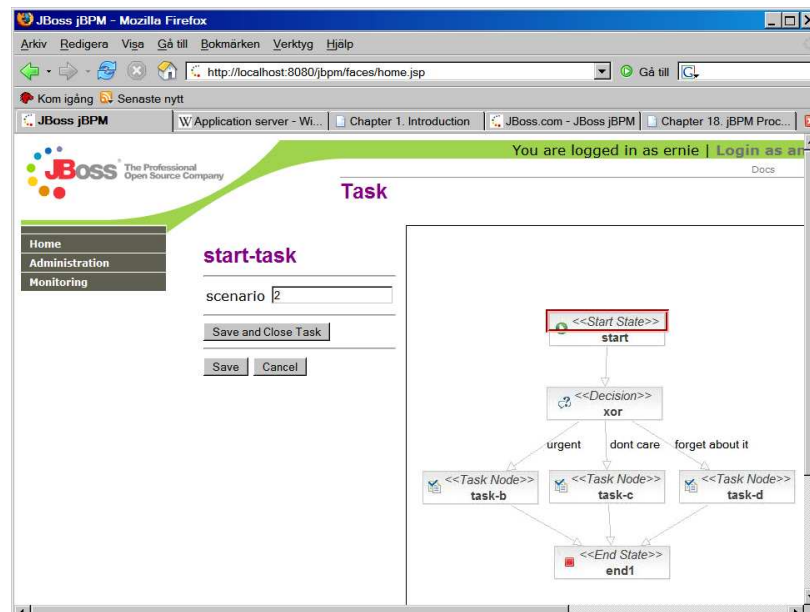 JBoss jBPM - Mozilla Firefox
Arkiv Redigera Visa Gå till Bokmärken Verktyg Hjälp
http://localhost:8080/jbpm/faces/home.jsp Gå till
Kom igång Senaste nytt
JBoss jBPM Application server - Wi... Chapter 1. Introduction JBoss.com - JBoss jBPM Chapter 18. jBPM Proc...
You are logged in as ernie | Login as an
JBoss The Professional
Open Source Company
Docs
Task
Home
Administration
Monitoring
start-task
scenario 2
Save and Close Task
Save Cancel
<<Start State>>
start
<<Decision>>
xor
urgent dont care forget about it
<<Task Node>> <<Task Node>> <<Task Node>>
task-b task-c task-d
<<End State>>
end1